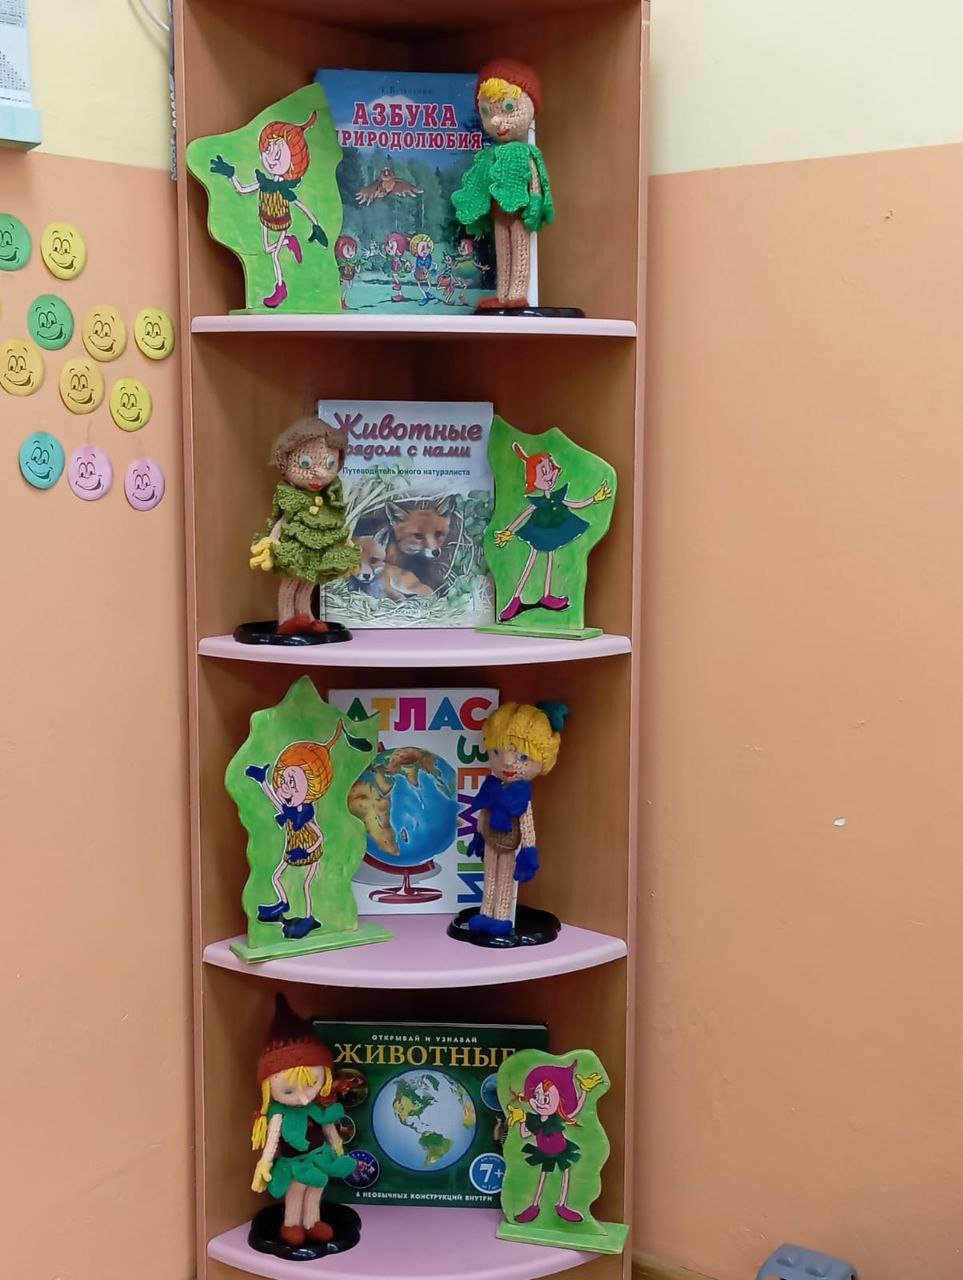 АЗБУКА
ПРИРОДОЛЮБИЯ
Животные
рядом с нами
Путеводитель юного натуралиста
АТЛАС
ЗЕМЛИ
ОТКРЫВАЙ И УЗНАВАЙ
ЖИВОТНЫЕ
7+
6 НЕОБЫЧНЫХ КОНСТРУКЦИЙ ВНУТРИ